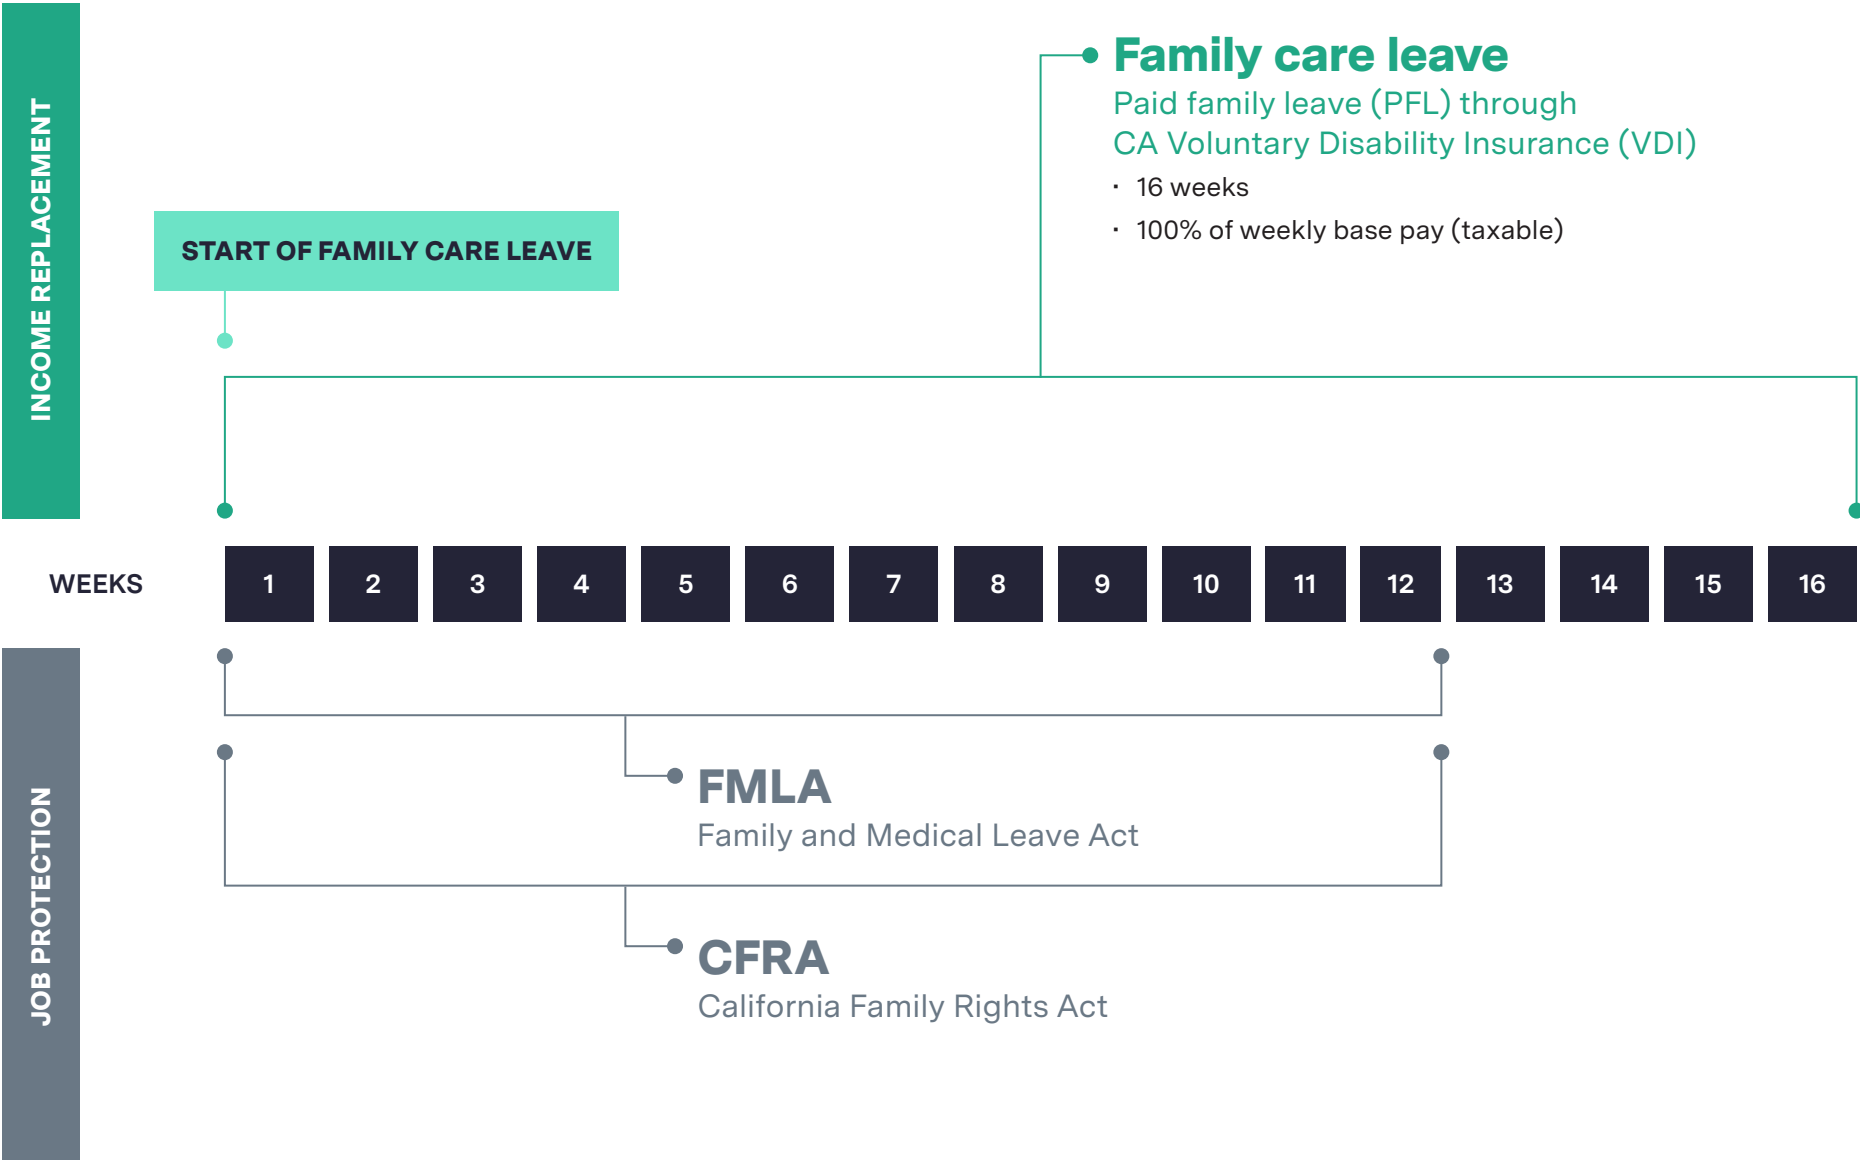 INCOME REPLACEMENT
Family care leave
Paid family leave (PFL) through
CA Voluntary Disability Insurance (VDI)
· 16 weeks
· 100% of weekly base pay (taxable)
START OF FAMILY CARE LEAVE
WEEKS 1 2 3 4 5 6 7 8 9 10 11 12 13 14 15 16
JOB PROTECTION
FMLA
Family and Medical Leave Act
CFRA
California Family Rights Act